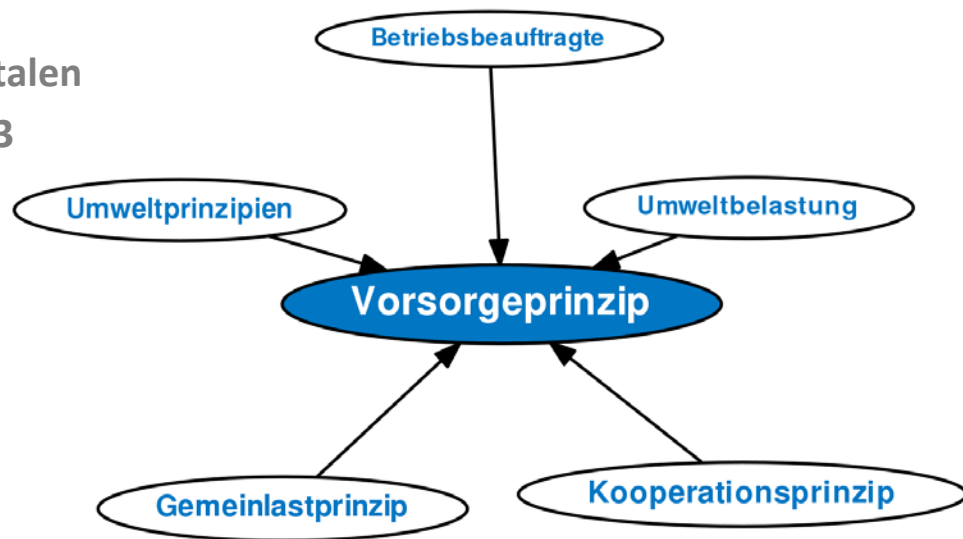 Betriebsbeauftragte
talen
3
Umweltprinzipien
Umweltbelastung
Vorsorgeprinzip
Gemeinlastprinzip
Kooperationsprinzip